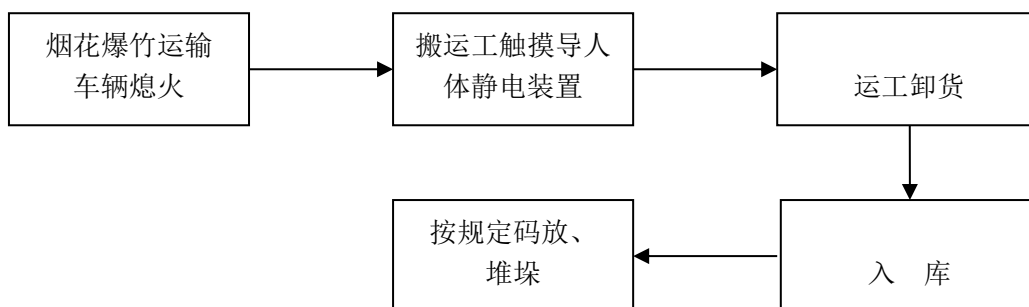 烟花爆竹运输
车辆熄火
搬运工触摸导人
体静电装置
运工卸货
入　库
按规定码放、
堆垛